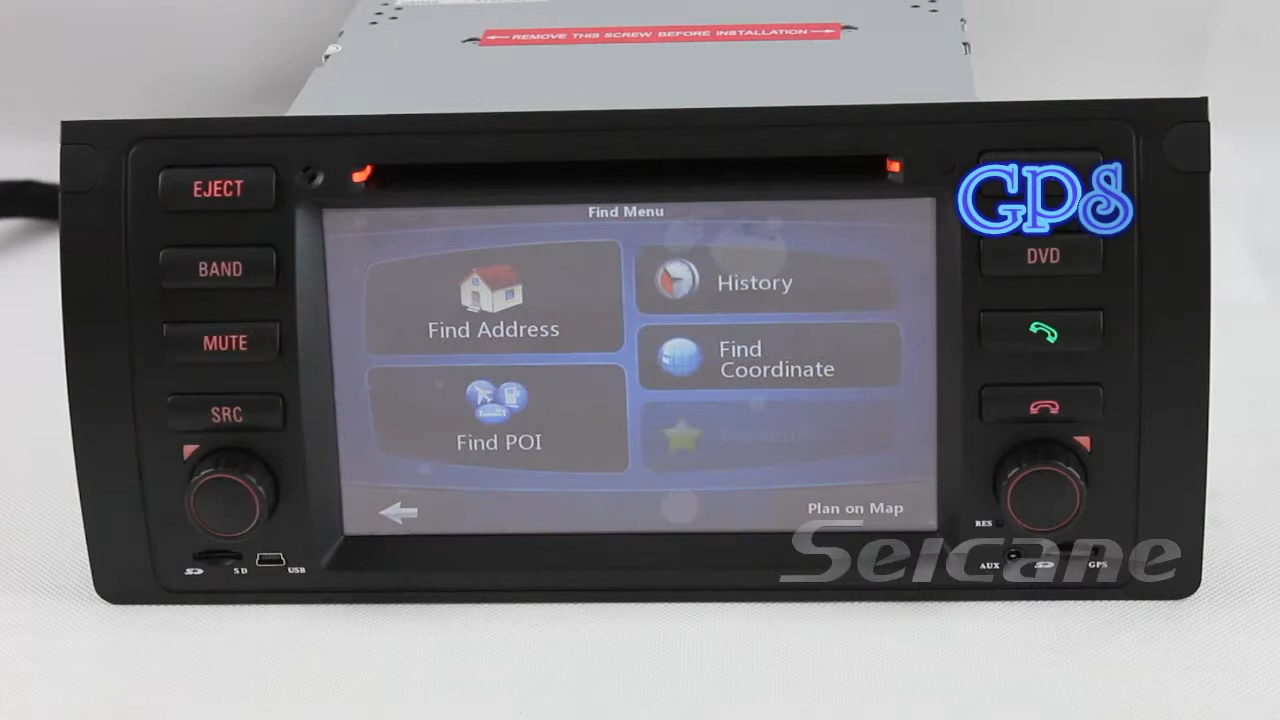 REMOVE THIS SCREW BEFORE INSTALLATION
EJECT
GPS
BAND
DVD
MUTE
SRC
Find Menu
Find Address
History
Find
Coordinate
Find POI
Plan on Map
RES
SD
USB
AUX
GPS
Seicane